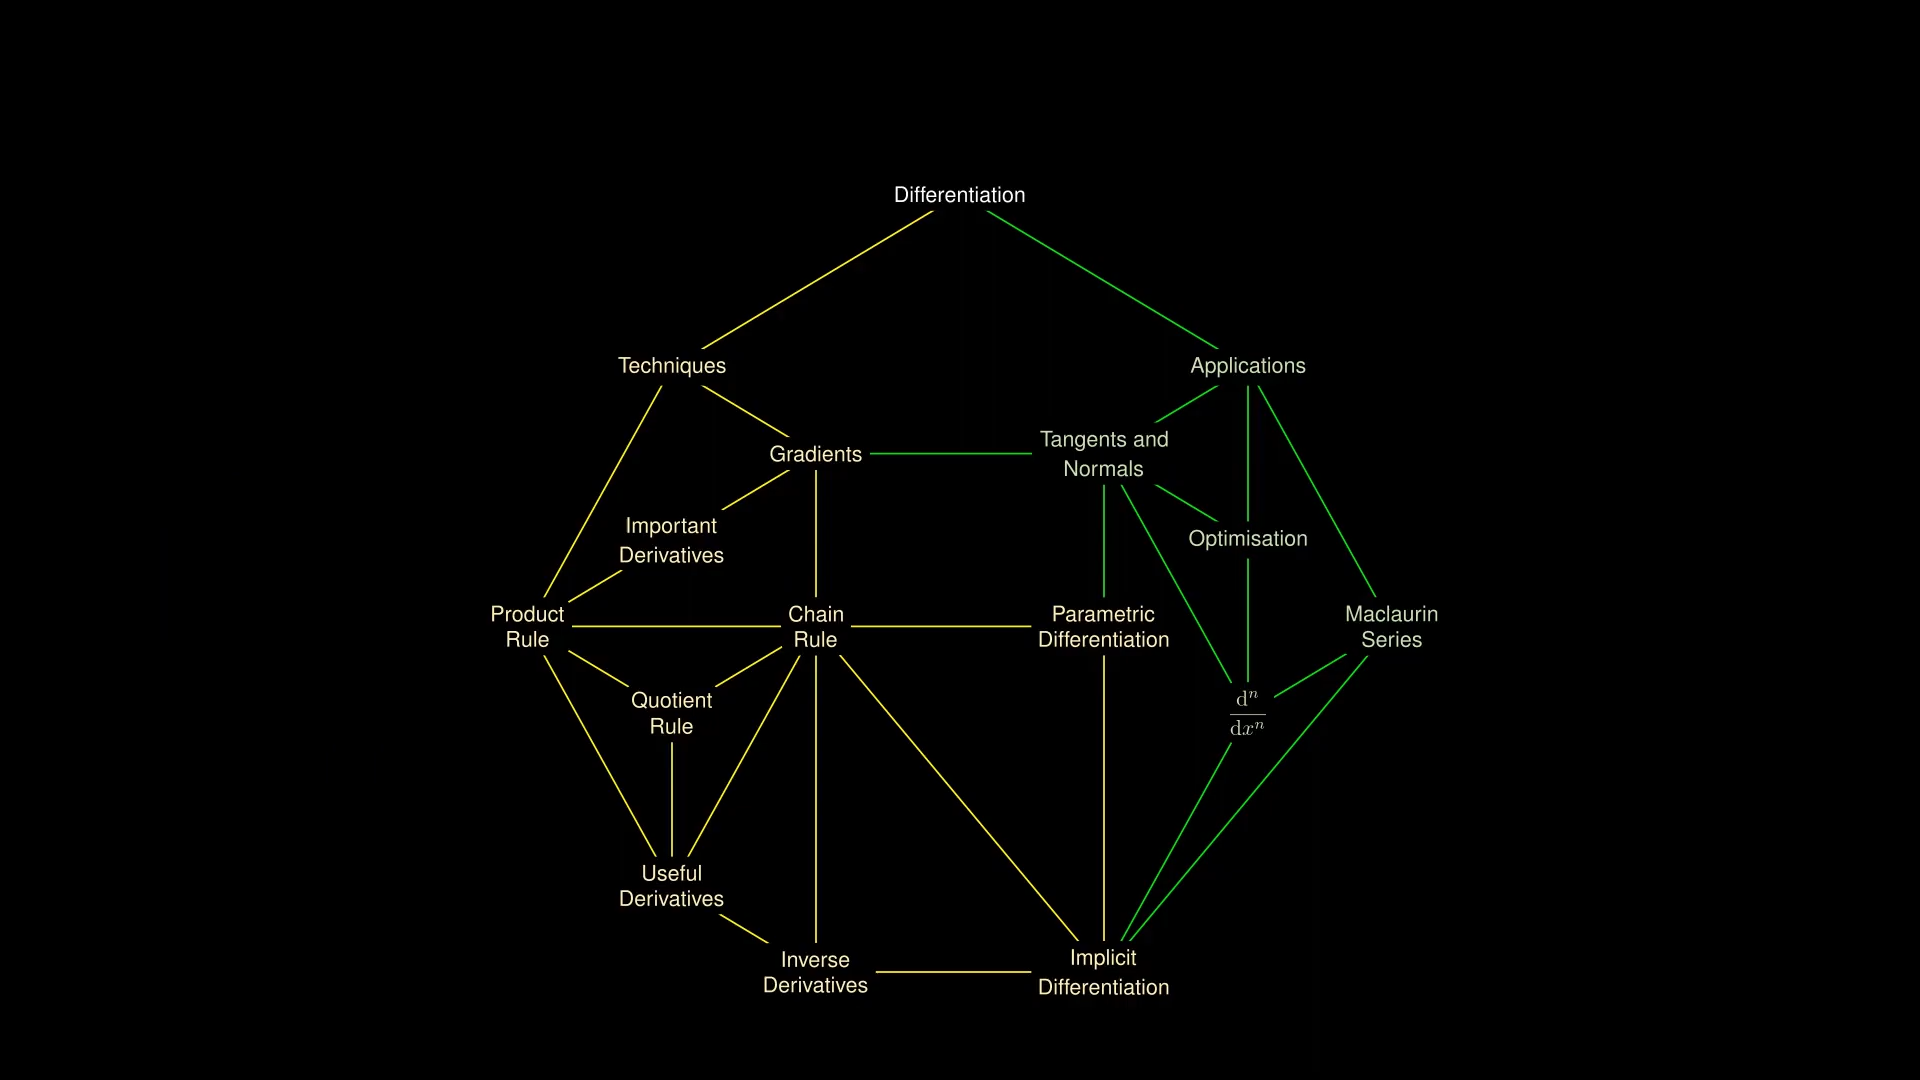 Differentiation
Techniques
Applications
Gradients
Tangents and
Normals
Important
Derivatives
Optimisation
Product
Rule
Chain
Rule
Parametric
Differentiation
Maclaurin
Series
Quotient
Rule
dⁿ
dxⁿ
Useful
Derivatives
Inverse
Derivatives
Implicit
Differentiation